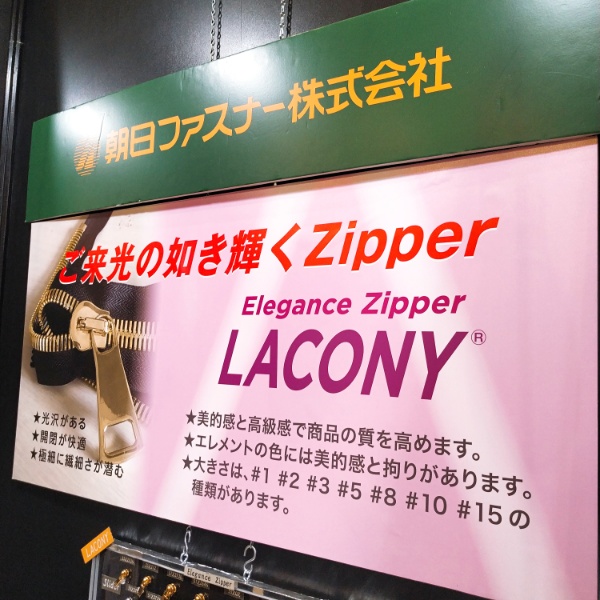 朝日ファスナー株式会社
ご来光の如き輝くZipper
Elegance Zipper
LACONY®
★光沢がある
★開閉が快適
★極細に繊細さが潜む
★美的感と高級感で商品の質を高めます。
★エレメントの色には美的感と拘りがあります。
★大きさは、#1 #2 #3 #5 #8 #10 #15の
種類があります。
LACONY
Elegance Zipper